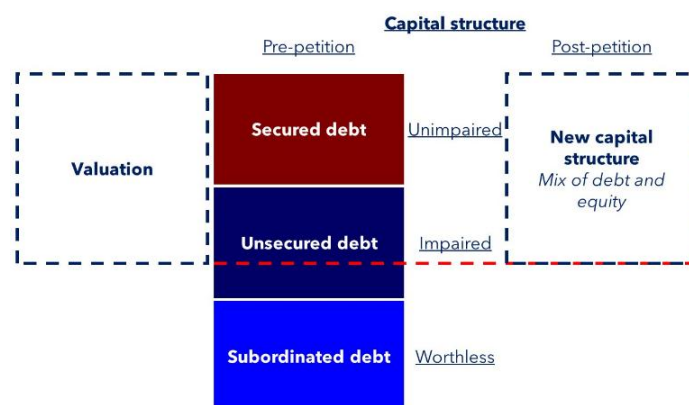 Capital structure
Pre-petition
Post-petition
Secured debt
Unimpaired
Valuation
New capital
structure
Mix of debt and
equity
Unsecured debt
Impaired
Subordinated debt
Worthless